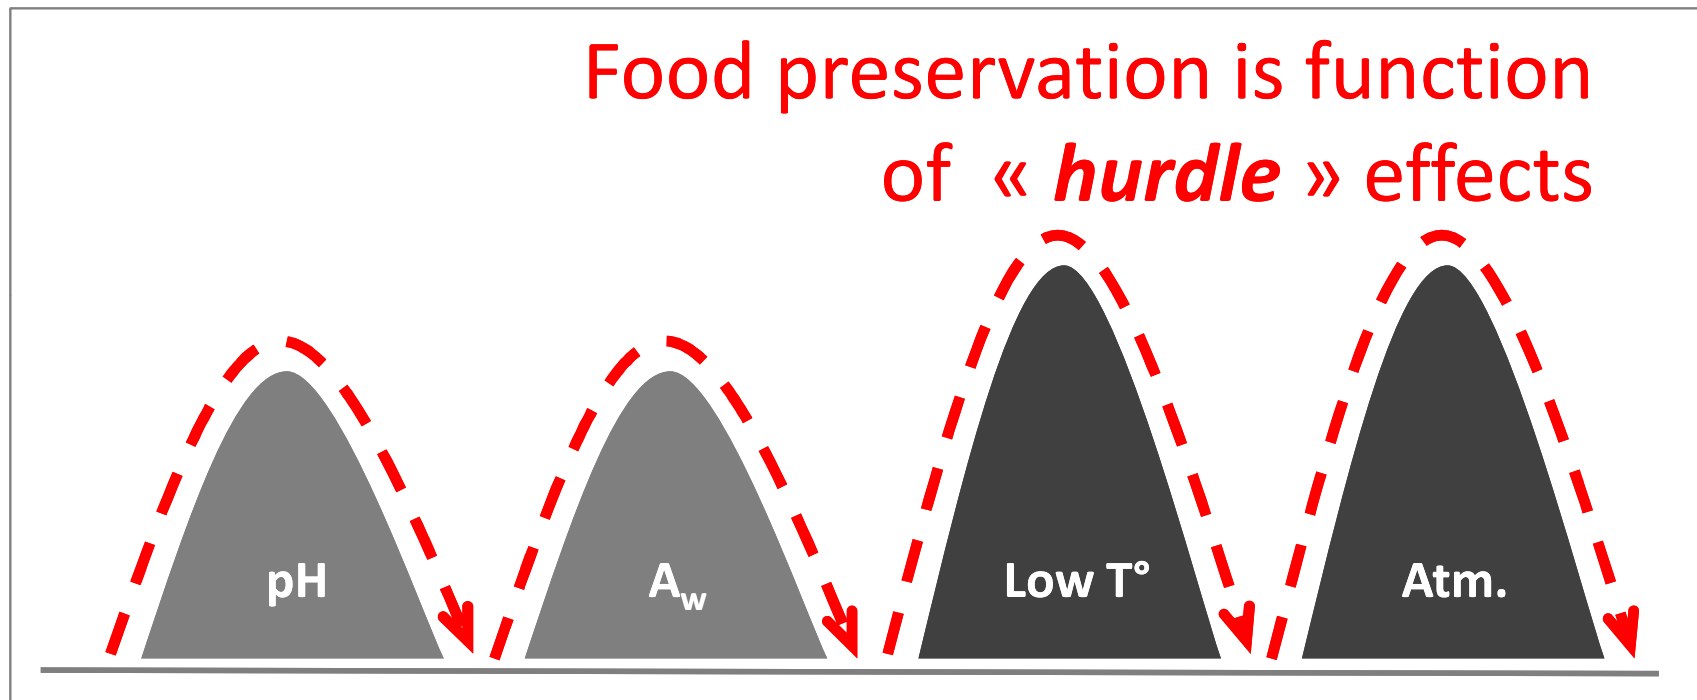 Food preservation is function
of « hurdle » effects
pH
Aw
Low T°
Atm.